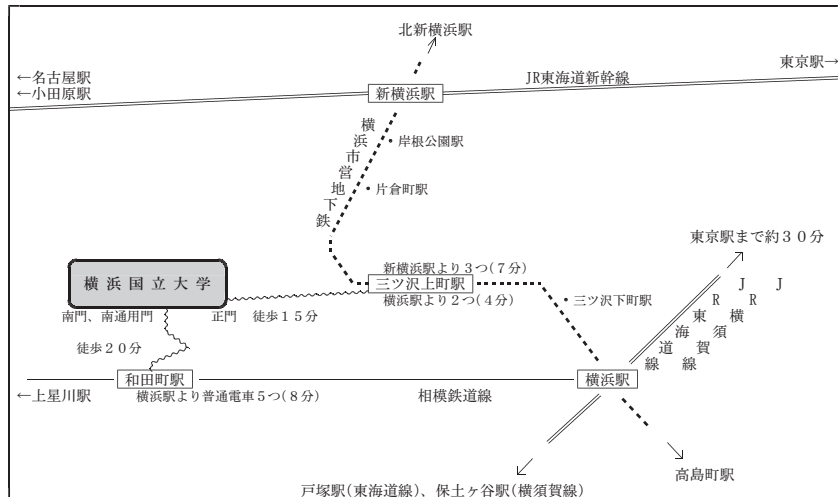 北新横浜駅
←名古屋駅
東京駅→
←小田原駅
JR東海道新幹線
新横浜駅
横浜市営地下鉄
・岸根公園駅
・片倉町駅
東京駅まで約３０分
新横浜駅より３つ(７分)
横浜国立大学
三ツ沢上町駅
横浜駅より２つ(４分)
・三ツ沢下町駅
JR東海道線
JR横須賀線
南門、南通用門
正門　徒歩１５分
徒歩２０分
和田町駅
横浜駅
←上星川駅
横浜駅より普通電車５つ(８分)
相模鉄道線
高島町駅
戸塚駅(東海道線)、保土ヶ谷駅(横須賀線)